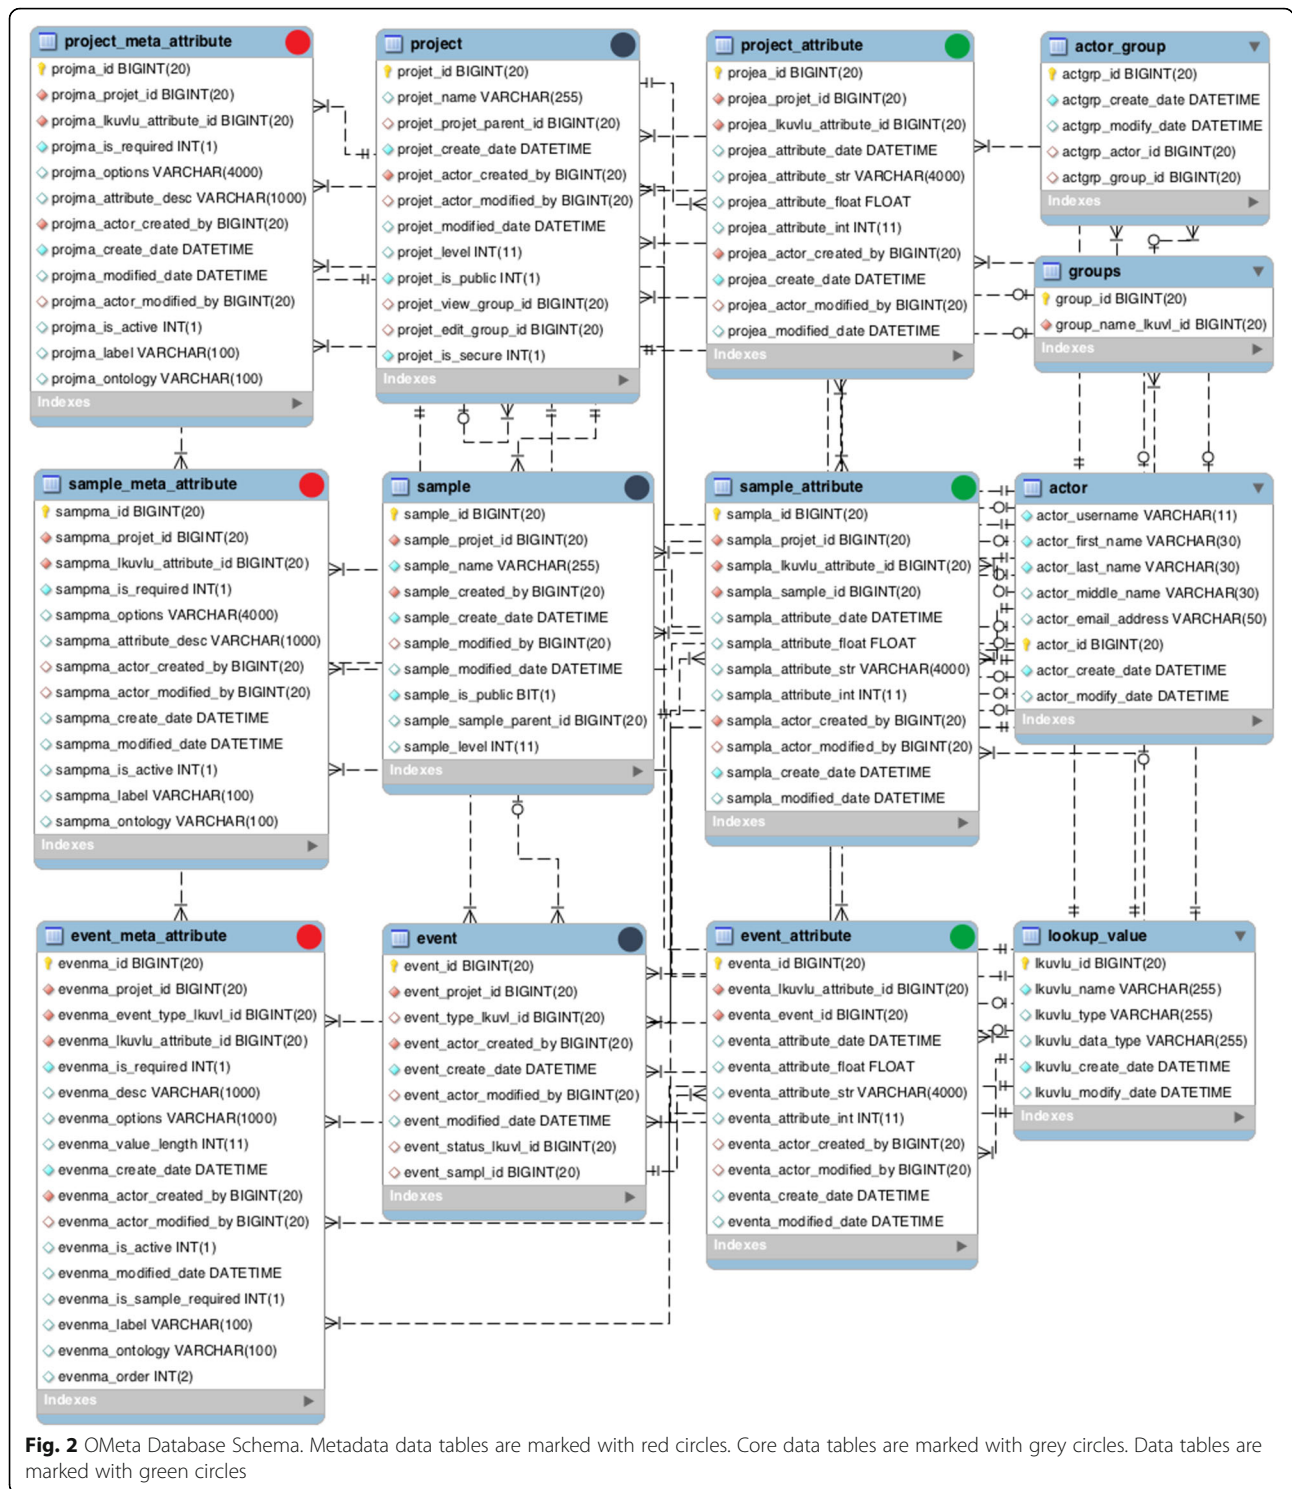 project_meta_attribute
projma_id BIGINT(20)
projma_projet_id BIGINT(20)
projma_lkuvlu_attribute_id BIGINT(20)
projma_is_required INT(1)
projma_options VARCHAR(4000)
projma_attribute_desc VARCHAR(1000)
projma_actor_created_by BIGINT(20)
projma_create_date DATETIME
projma_modified_date DATETIME
projma_actor_modified_by BIGINT(20)
projma_is_active INT(1)
projma_label VARCHAR(100)
projma_ontology VARCHAR(100)
Indexes
project
projet_id BIGINT(20)
projet_name VARCHAR(255)
projet_projet_parent_id BIGINT(20)
projet_create_date DATETIME
projet_actor_created_by BIGINT(20)
projet_actor_modified_by BIGINT(20)
projet_modified_date DATETIME
projet_level INT(11)
projet_is_public INT(1)
projet_view_group_id BIGINT(20)
projet_edit_group_id BIGINT(20)
projet_is_secure INT(1)
Indexes
project_attribute
projea_id BIGINT(20)
projea_projet_id BIGINT(20)
projea_lkuvlu_attribute_id BIGINT(20)
projea_attribute_date DATETIME
projea_attribute_str VARCHAR(4000)
projea_attribute_float FLOAT
projea_attribute_int INT(11)
projea_actor_created_by BIGINT(20)
projea_create_date DATETIME
projea_actor_modified_by BIGINT(20)
projea_modified_date DATETIME
Indexes
actor_group
actgrp_id BIGINT(20)
actgrp_create_date DATETIME
actgrp_modify_date DATETIME
actgrp_actor_id BIGINT(20)
actgrp_group_id BIGINT(20)
Indexes
groups
group_id BIGINT(20)
group_name_lkuvl_id BIGINT(20)
Indexes
sample_meta_attribute
sampma_id BIGINT(20)
sampma_projet_id BIGINT(20)
sampma_lkuvlu_attribute_id BIGINT(20)
sampma_is_required INT(1)
sampma_options VARCHAR(4000)
sampma_attribute_desc VARCHAR(1000)
sampma_actor_created_by BIGINT(20)
sampma_actor_modified_by BIGINT(20)
sampma_create_date DATETIME
sampma_modified_date DATETIME
sampma_is_active INT(1)
sampma_label VARCHAR(100)
sampma_ontology VARCHAR(100)
Indexes
sample
sample_id BIGINT(20)
sample_projet_id BIGINT(20)
sample_name VARCHAR(255)
sample_created_by BIGINT(20)
sample_create_date DATETIME
sample_modified_by BIGINT(20)
sample_modified_date DATETIME
sample_is_public BIT(1)
sample_sample_parent_id BIGINT(20)
sample_level INT(11)
Indexes
sample_attribute
sampla_id BIGINT(20)
sampla_projet_id BIGINT(20)
sampla_lkuvlu_attribute_id BIGINT(20)
sampla_sample_id BIGINT(20)
sampla_attribute_date DATETIME
sampla_attribute_float FLOAT
sampla_attribute_str VARCHAR(4000)
sampla_attribute_int INT(11)
sampla_actor_created_by BIGINT(20)
sampla_actor_modified_by BIGINT(20)
sampla_create_date DATETIME
sampla_modified_date DATETIME
Indexes
actor
actor_username VARCHAR(11)
actor_first_name VARCHAR(30)
actor_last_name VARCHAR(30)
actor_middle_name VARCHAR(30)
actor_email_address VARCHAR(50)
actor_id BIGINT(20)
actor_create_date DATETIME
actor_modify_date DATETIME
Indexes
event_meta_attribute
evenma_id BIGINT(20)
evenma_projet_id BIGINT(20)
evenma_event_type_lkuvl_id BIGINT(20)
evenma_lkuvlu_attribute_id BIGINT(20)
evenma_is_required INT(1)
evenma_desc VARCHAR(1000)
evenma_options VARCHAR(1000)
evenma_value_length INT(11)
evenma_create_date DATETIME
evenma_actor_created_by BIGINT(20)
evenma_actor_modified_by BIGINT(20)
evenma_is_active INT(1)
evenma_modified_date DATETIME
evenma_is_sample_required INT(1)
evenma_label VARCHAR(100)
evenma_ontology VARCHAR(100)
evenma_order INT(2)
Indexes
event
event_id BIGINT(20)
event_projet_id BIGINT(20)
event_type_lkuvl_id BIGINT(20)
event_actor_created_by BIGINT(20)
event_create_date DATETIME
event_actor_modified_by BIGINT(20)
event_modified_date DATETIME
event_status_lkuvl_id BIGINT(20)
event_sampl_id BIGINT(20)
Indexes
event_attribute
eventa_id BIGINT(20)
eventa_lkuvlu_attribute_id BIGINT(20)
eventa_event_id BIGINT(20)
eventa_attribute_date DATETIME
eventa_attribute_float FLOAT
eventa_attribute_str VARCHAR(4000)
eventa_attribute_int INT(11)
eventa_actor_created_by BIGINT(20)
eventa_actor_modified_by BIGINT(20)
eventa_create_date DATETIME
eventa_modified_date DATETIME
Indexes
lookup_value
lkuvlu_id BIGINT(20)
lkuvlu_name VARCHAR(255)
lkuvlu_type VARCHAR(255)
lkuvlu_data_type VARCHAR(255)
lkuvlu_create_date DATETIME
lkuvlu_modify_date DATETIME
Indexes
Fig. 2 OMeta Database Schema. Metadata data tables are marked with red circles. Core data tables are marked with grey circles. Data tables are
marked with green circles